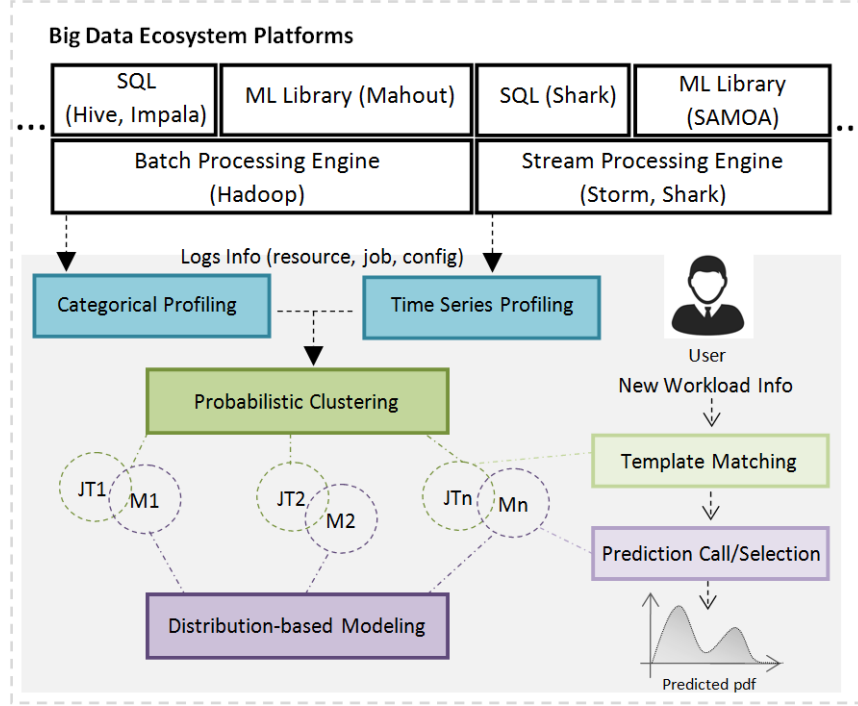 Big Data Ecosystem Platforms
SQL
(Hive, Impala)
ML Library (Mahout)
SQL (Shark)
ML Library
(SAMOA)
...
..
Batch Processing Engine
(Hadoop)
Stream Processing Engine
(Storm, Shark)
Logs Info (resource, job, config)
Categorical Profiling
Time Series Profiling
User
New Workload Info
Probabilistic Clustering
Template Matching
JT1
M1
JT2
M2
JTn
Mn
Prediction Call/Selection
Distribution-based Modeling
Predicted pdf